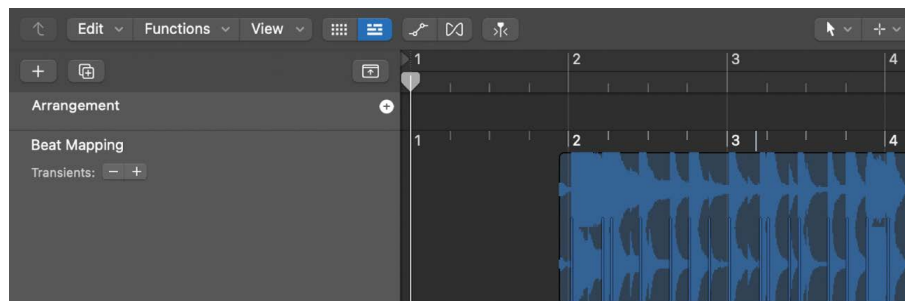 Edit Functions View
1 2 3 4
Arrangement
Beat Mapping
1 2 3 4
Transients: − +